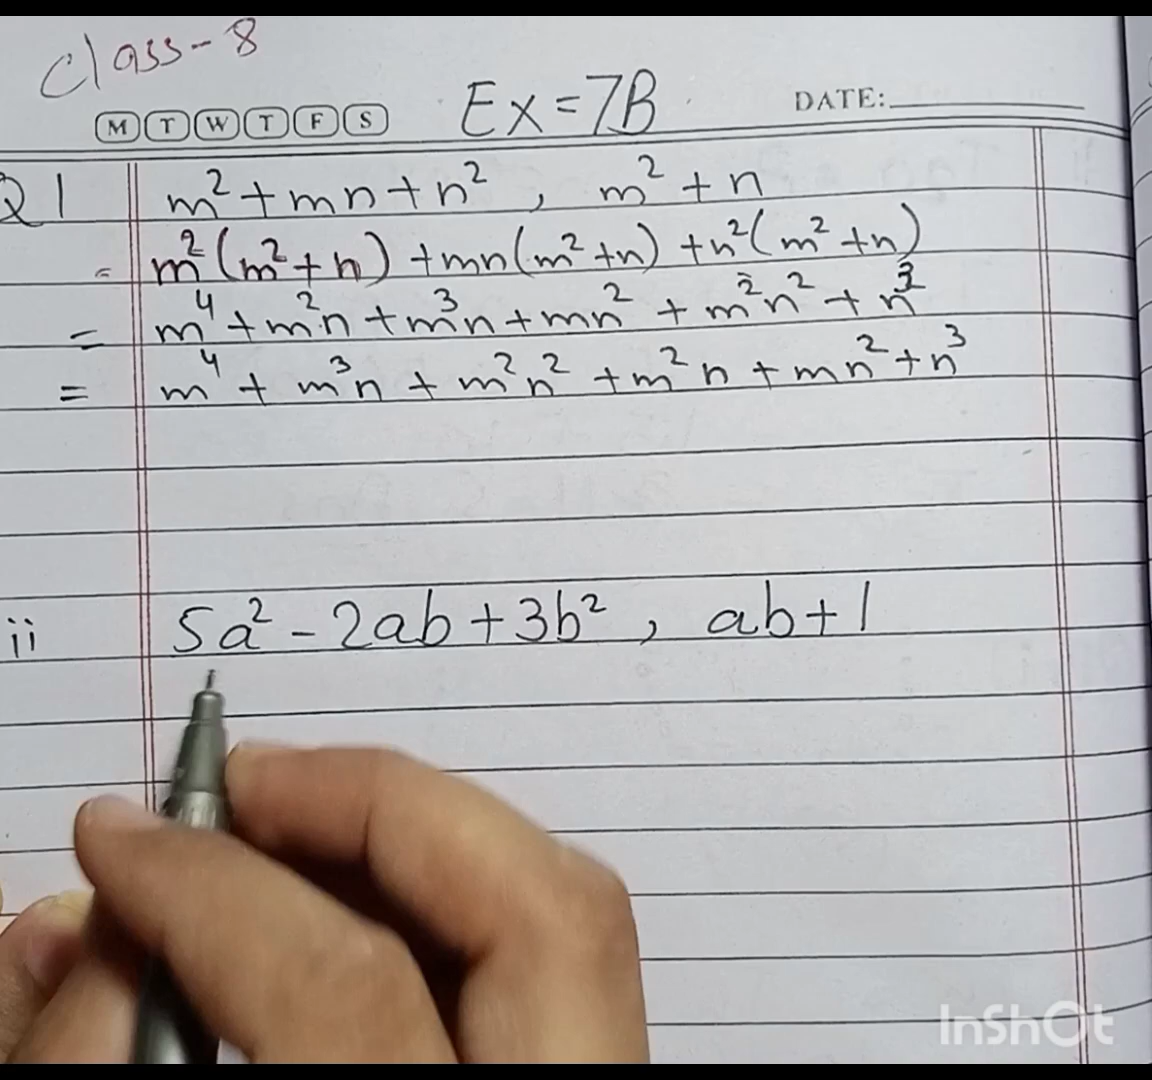 Class-8
M T W T F S Ex=7B DATE:
Q1 m²+mn+n², m²+n
= m²(m²+n)+mn(m²+n)+n²(m²+n)
= m⁴+m²n+m³n+mn²+m²n²+n³
= m⁴+m³n+m²n²+m²n+mn²+n³
ii 5a²-2ab+3b², ab+1
InShOt